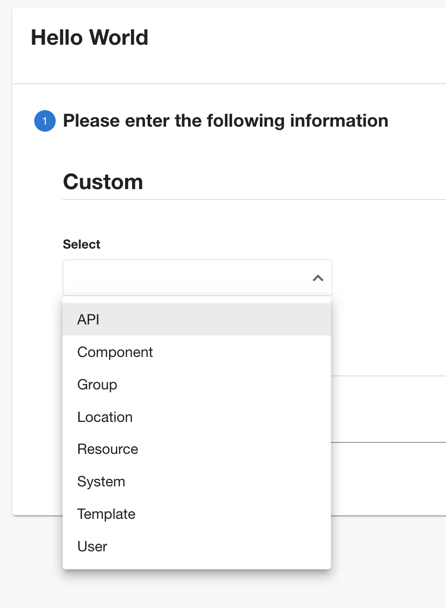 Hello World
1 Please enter the following information
Custom
Select
API
Component
Group
Location
Resource
System
Template
User